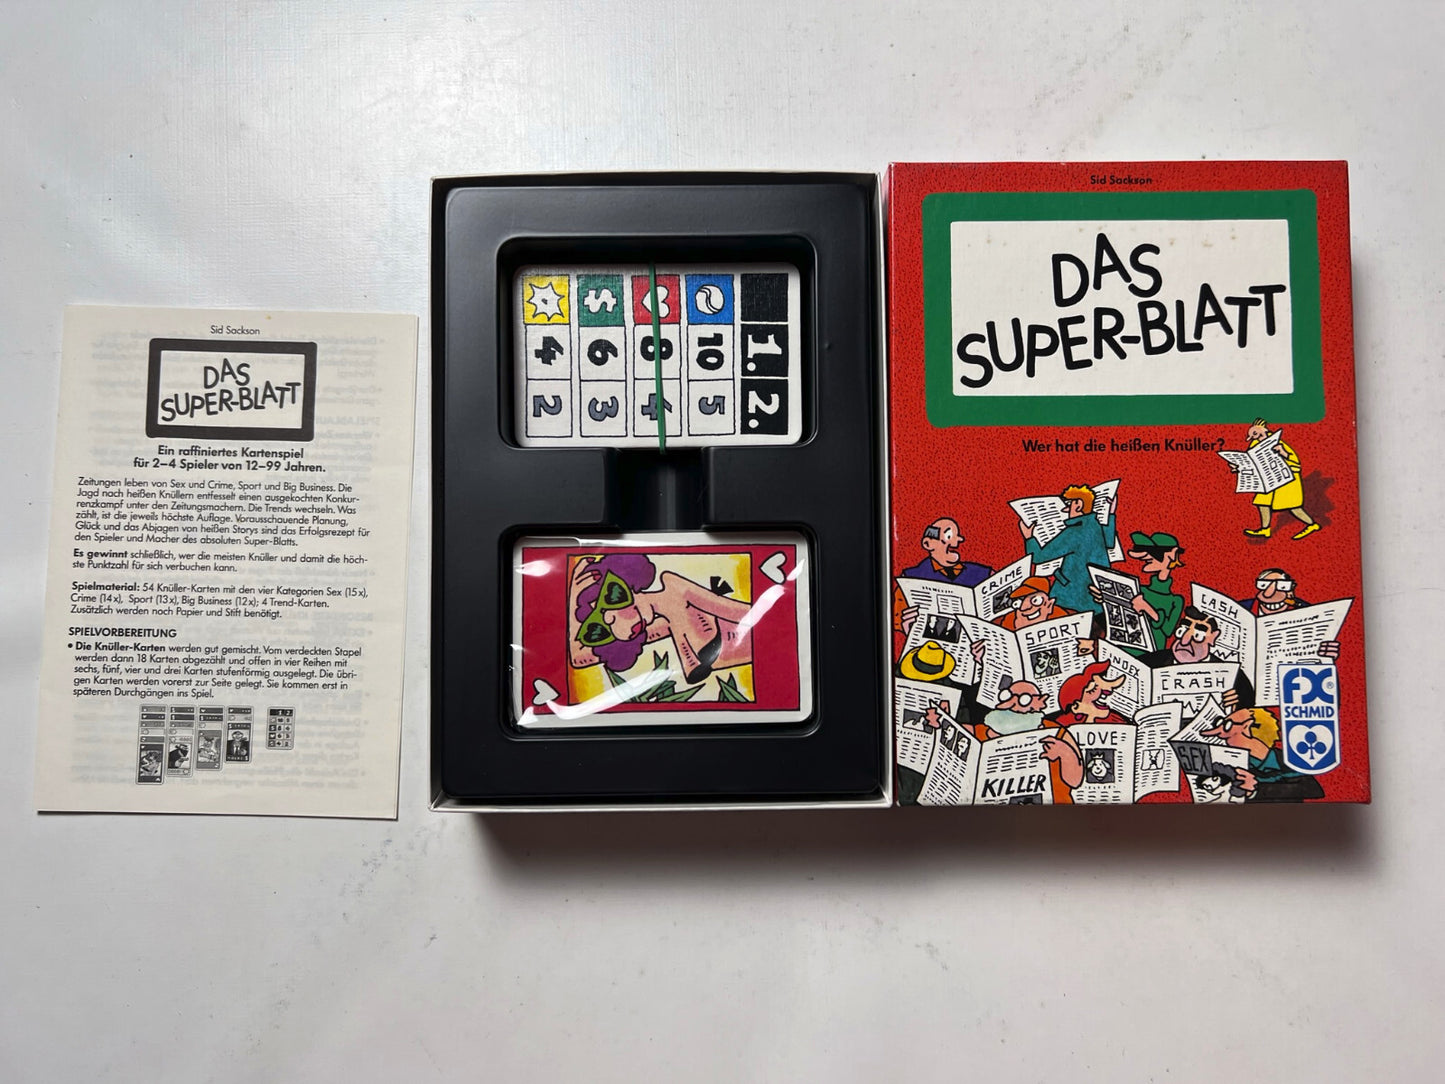 Sid Sackson
DAS
SUPER-BLATT
Ein raffiniertes Kartenspiel
für 2–4 Spieler von 12–99 Jahren.
Zeitungen leben von Sex und Crime, Sport und Big Business. Die
Jagd nach heißen Knüllern entfesselt einen ausgekochten Konkur-
renzkampf unter den Zeitungsmachern. Die Trends wechseln. Was
zählt, ist die jeweils höchste Auflage. Vorausschauende Planung,
Glück und das Abjagen von heißen Storys sind das Erfolgsrezept für
den Spieler und Macher des absoluten Super-Blatts.
Es gewinnt schließlich, wer die meisten Knüller und damit die höch-
ste Punktzahl für sich verbuchen kann.
Spielmaterial: 54 Knüller-Karten mit den vier Kategorien Sex (15x),
Crime (14x), Sport (13x), Big Business (12x); 4 Trend-Karten.
Zusätzlich werden noch Papier und Stift benötigt.
SPIELVORBEREITUNG
• Die Knüller-Karten werden gut gemischt. Vom verdeckten Stapel
werden dann 18 Karten abgezählt und offen in vier Reihen mit
sechs, fünf, vier und drei Karten stufenförmig ausgelegt. Die übri-
gen Karten werden vorerst zur Seite gelegt. Sie kommen erst in
späteren Durchgängen ins Spiel.
$
1. 2.
10 5
8 4
6 3
4 2
Sid Sackson
DAS
SUPER-BLATT
Wer hat die heißen Knüller?
CRIME
SPORT
CASH
CRASH
LOVE
SEX
KILLER
FX
SCHMID